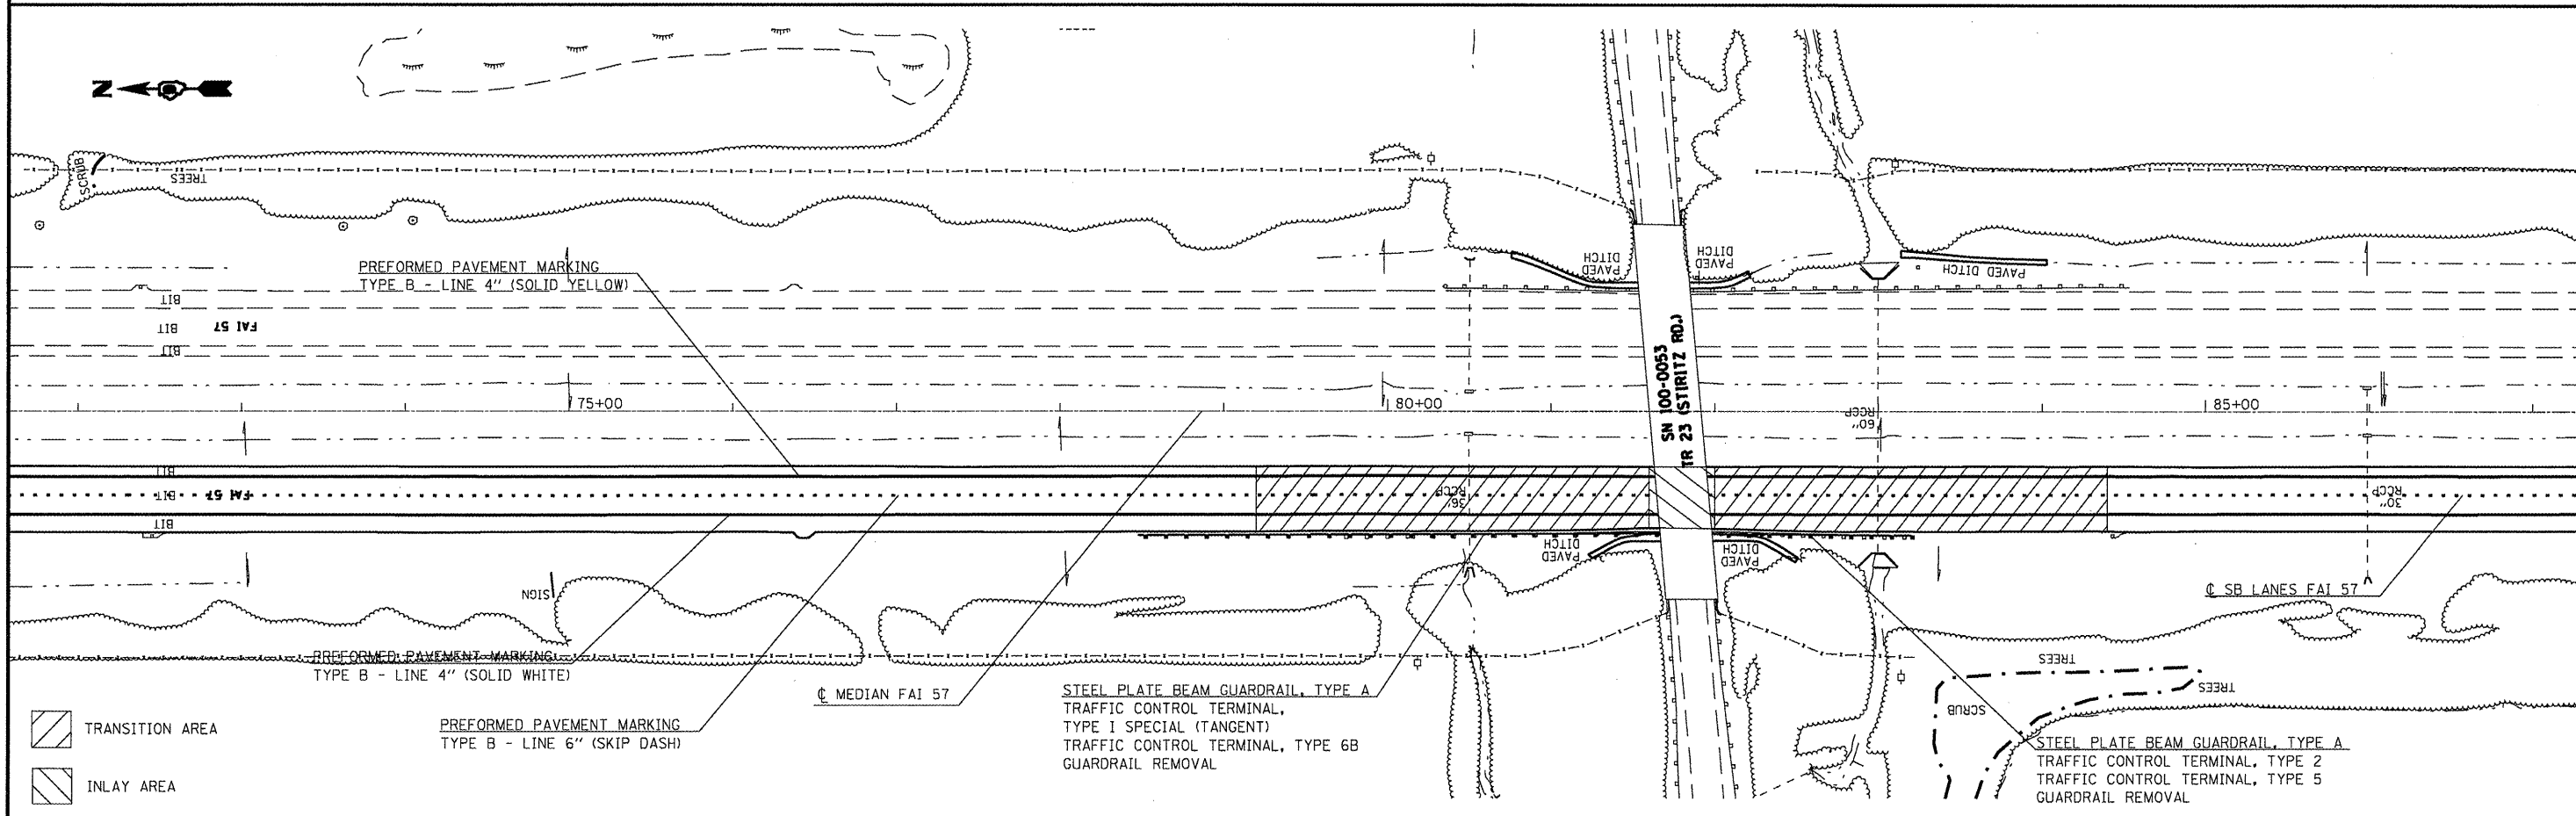 N
SCRUB
TREES
PREFORMED PAVEMENT MARKING
TYPE B - LINE 4" (SOLID YELLOW)
PAVED
DITCH
PAVED
DITCH
PAVED DITCH
BIT
BIT
FAI 57
BIT
SN 100-0053
TR 23 (STIRITZ RD.)
75+00
80+00
85+00
60"
RCCP
BIT
BIT
FAI 57
BIT
36"
RCCP
30"
RCCP
PAVED
DITCH
PAVED
DITCH
SIGN
℄ SB LANES FAI 57
PREFORMED PAVEMENT MARKING
TYPE B - LINE 4" (SOLID WHITE)
PREFORMED PAVEMENT MARKING
TYPE B - LINE 6" (SKIP DASH)
℄ MEDIAN FAI 57
STEEL PLATE BEAM GUARDRAIL, TYPE A
TRAFFIC CONTROL TERMINAL,
TYPE I SPECIAL (TANGENT)
TRAFFIC CONTROL TERMINAL, TYPE 6B
GUARDRAIL REMOVAL
TREES
TREES
SCRUB
STEEL PLATE BEAM GUARDRAIL, TYPE A
TRAFFIC CONTROL TERMINAL, TYPE 2
TRAFFIC CONTROL TERMINAL, TYPE 5
GUARDRAIL REMOVAL
TRANSITION AREA
INLAY AREA